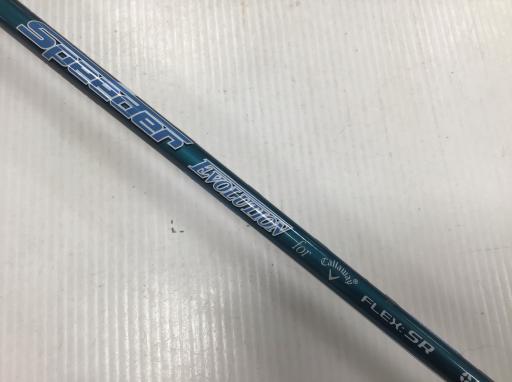 Speeder EVOLUTION for Callaway® FLEX:SR